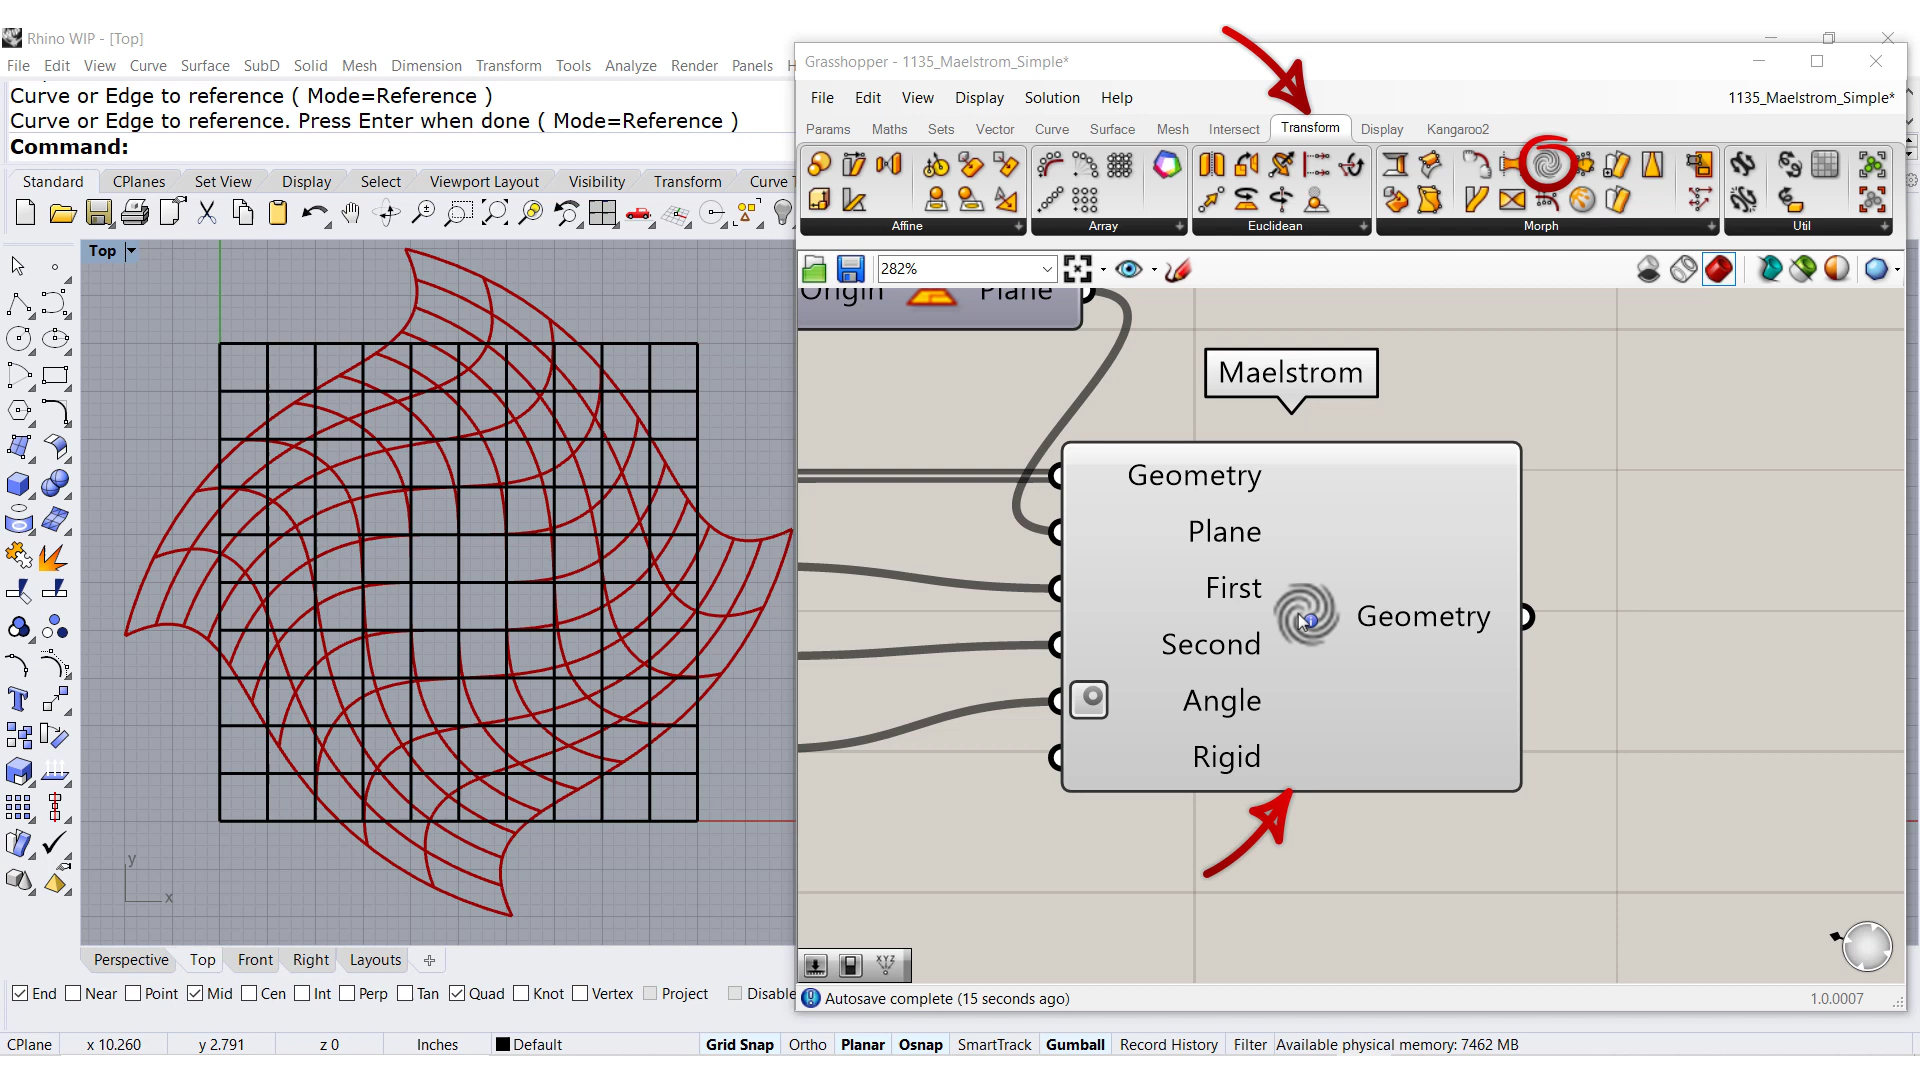 Rhino WIP - [Top]
File Edit View Curve Surface SubD Solid Mesh Dimension Transform Tools Analyze Render Panels H
Curve or Edge to reference ( Mode=Reference )
Curve or Edge to reference. Press Enter when done ( Mode=Reference )
Command:
Standard CPlanes Set View Display Select Viewport Layout Visibility Transform Curve T
Top
y
x
Perspective Top Front Right Layouts
End Near Point Mid Cen Int Perp Tan Quad Knot Vertex Project Disable
CPlane x 10.260 y 2.791 z 0 Inches Default Grid Snap Ortho Planar Osnap SmartTrack Gumball Record History Filter Available physical memory: 7462 MB
Grasshopper - 1135_Maelstrom_Simple*
File Edit View Display Solution Help 1135_Maelstrom_Simple*
Params Maths Sets Vector Curve Surface Mesh Intersect Transform Display Kangaroo2
Affine Array Euclidean Morph Util
282%
Origin Plane
Maelstrom
Geometry
Plane
First
Second
Angle
Rigid
Geometry
XYZ
Autosave complete (15 seconds ago) 1.0.0007